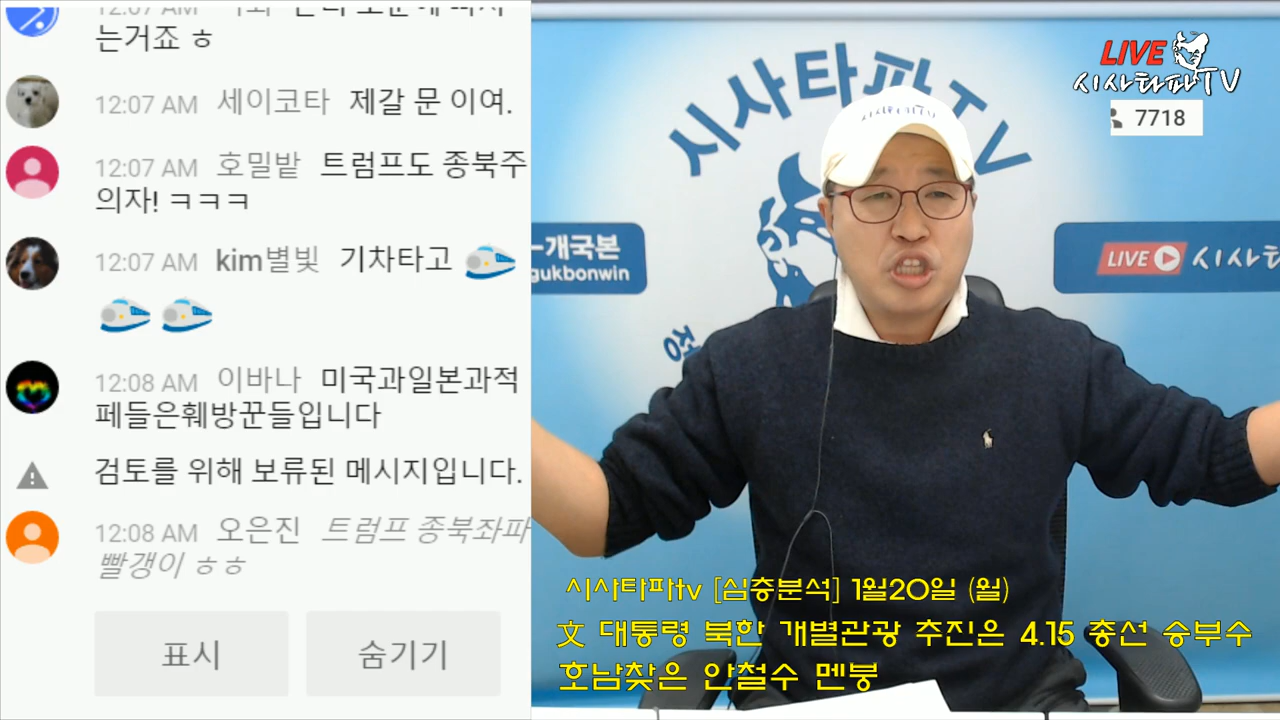 는거죠 ㅎ
12:07 AM 세이코타 제갈 문 이여.
12:07 AM 호밀밭 트럼프도 종북주
의자! ㅋㅋㅋ
12:07 AM kim별빛 기차타고
12:08 AM 이바나 미국과일본과적
페들은훼방꾼들입니다
검토를 위해 보류된 메시지입니다.
12:08 AM 오은진 트럼프 종북좌파
빨갱이 ㅎㅎ
표시 숨기기
LIVE
시사타파TV
7718
시사타파TV
시사타파TV
개국본
gukbonwin
LIVE 시사타
정
시사타파tv [심층분석] 1월20일 (월)
文 대통령 북한 개별관광 추진은 4.15 총선 승부수
호남찾은 안철수 멘붕